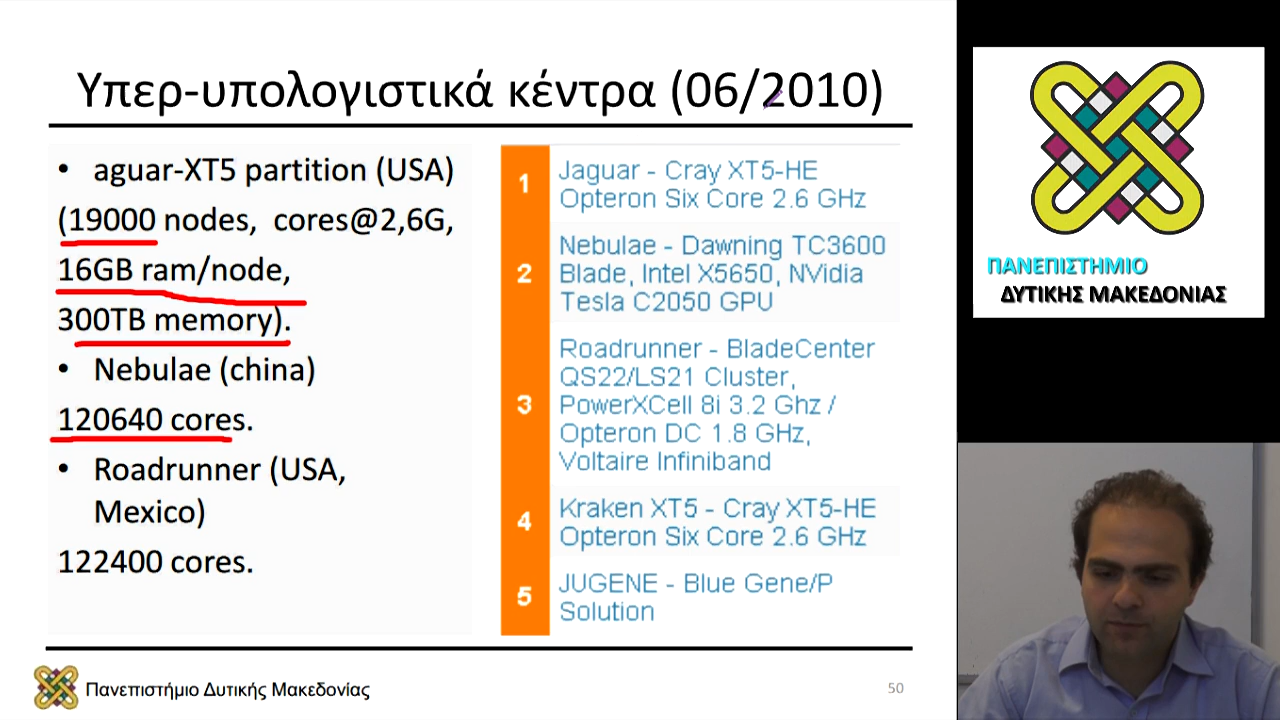 Υπερ-υπολογιστικά κέντρα (06/2010)
• aguar-XT5 partition (USA)
(19000 nodes, cores@2,6G,
16GB ram/node,
300TB memory).
• Nebulae (china)
120640 cores.
• Roadrunner (USA,
Mexico)
122400 cores.
1 Jaguar - Cray XT5-HE
Opteron Six Core 2.6 GHz
2 Nebulae - Dawning TC3600
Blade, Intel X5650, NVidia
Tesla C2050 GPU
3 Roadrunner - BladeCenter
QS22/LS21 Cluster,
PowerXCell 8i 3.2 Ghz /
Opteron DC 1.8 GHz,
Voltaire Infiniband
4 Kraken XT5 - Cray XT5-HE
Opteron Six Core 2.6 GHz
5 JUGENE - Blue Gene/P
Solution
Πανεπιστήμιο Δυτικής Μακεδονίας
50
ΠΑΝΕΠΙΣΤΗΜΙΟ
ΔΥΤΙΚΗΣ ΜΑΚΕΔΟΝΙΑΣ